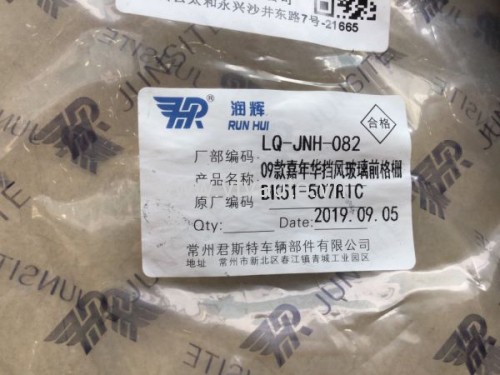 太和永兴沙井东路7号-21665
JUNSITE
润辉
RUN HUI
合格
厂部编码: LQ-JNH-082
产品名称: 09款嘉年华挡风玻璃前格栅
原厂编码
2019.09.05
Qty: Date:
常州君斯特车辆部件有限公司
地址 常州市新北区春江镇青城工业园区
JUNSITE
JUNSITE